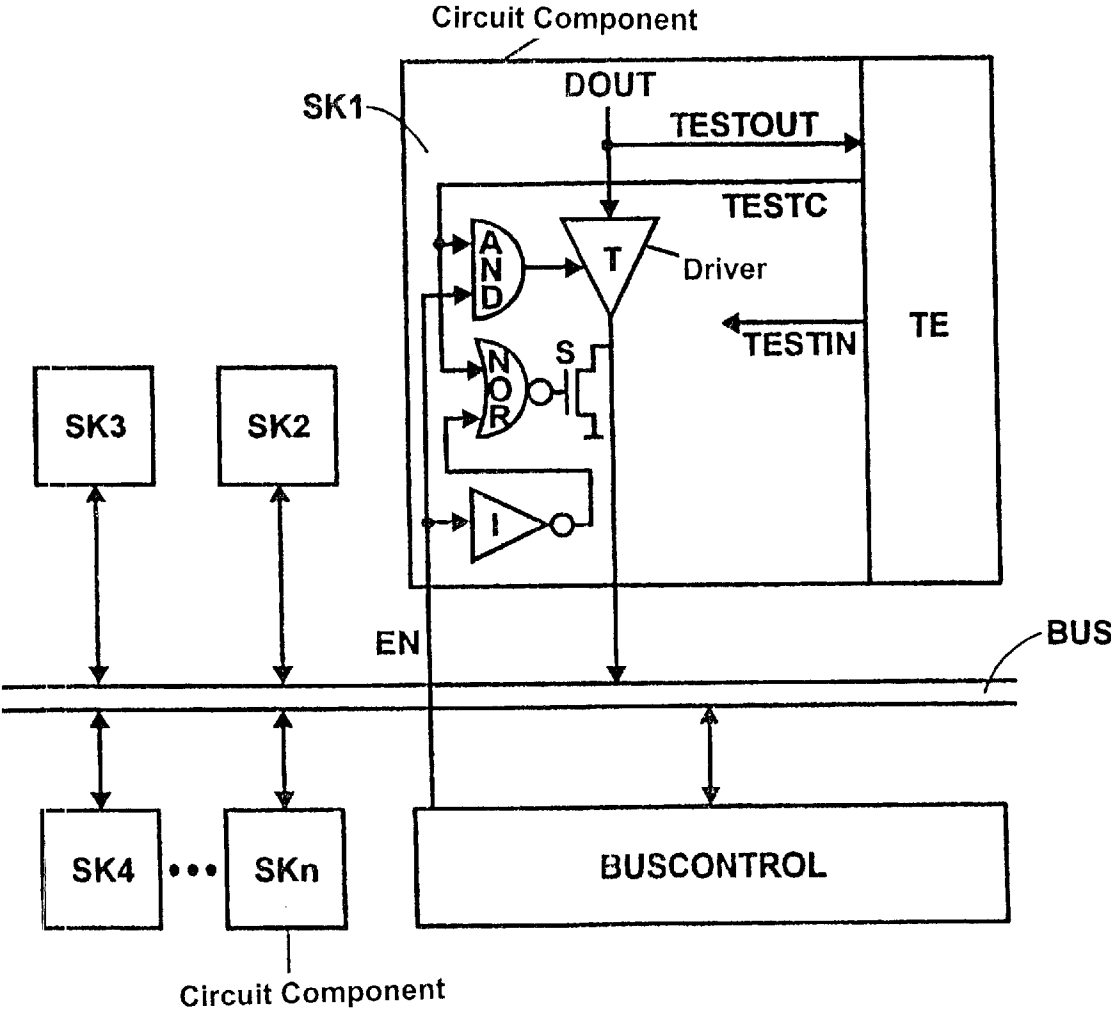 Circuit Component
DOUT
SK1
TESTOUT
TESTC
AND
T
Driver
TESTIN
TE
NOR
S
SK3
SK2
I
EN
BUS
SK4
•••
SKn
BUSCONTROL
Circuit Component